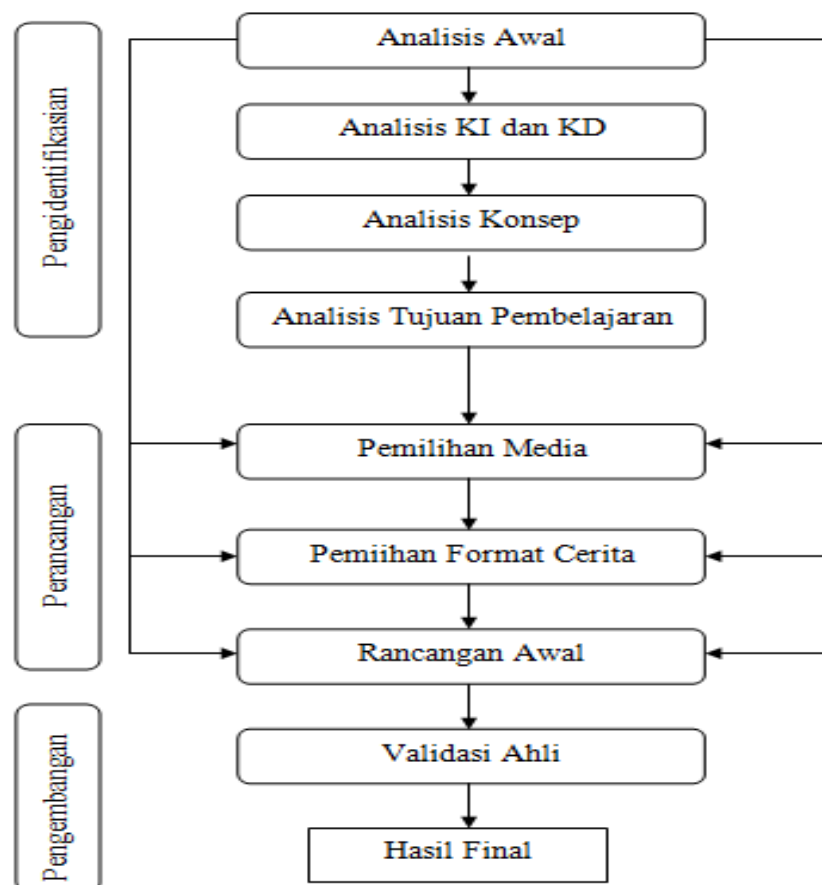 Pengidentifikasian
Analisis Awal
Analisis KI dan KD
Analisis Konsep
Analisis Tujuan Pembelajaran
Perancangan
Pemilihan Media
Pemiihan Format Cerita
Rancangan Awal
Pengembangan
Validasi Ahli
Hasil Final